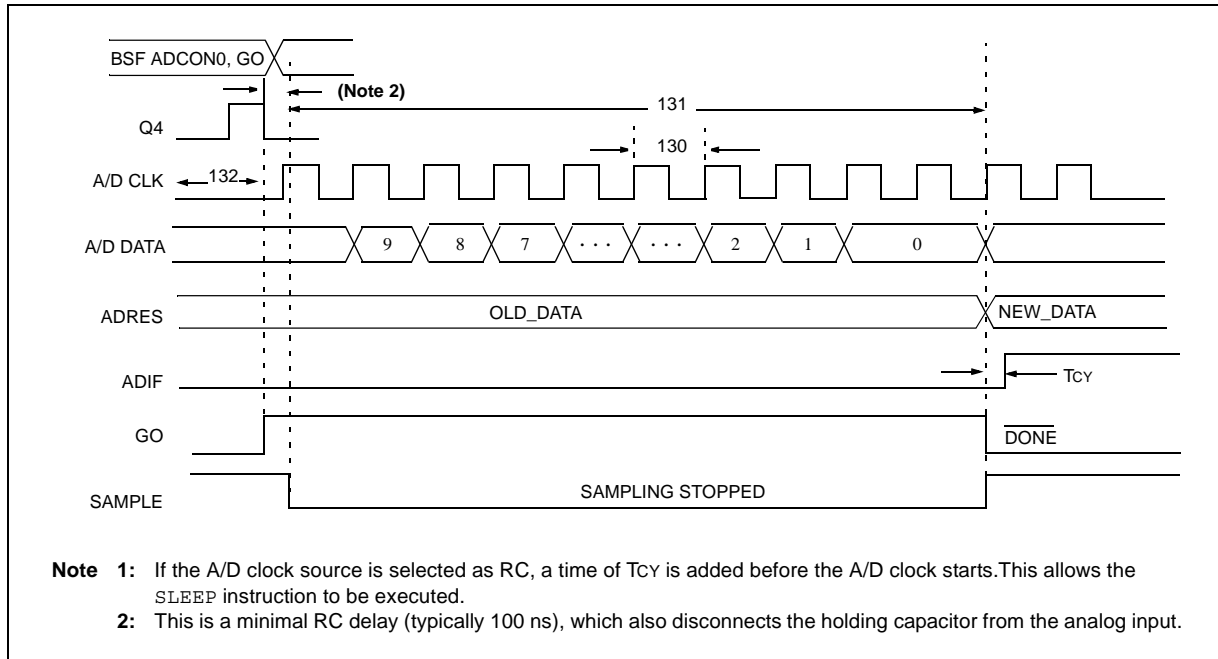 BSF ADCON0, GO
(Note 2)
131
Q4
130
A/D CLK
132
A/D DATA
9 8 7 . . . . . . 2 1 0
ADRES
OLD_DATA
NEW_DATA
ADIF
TCY
GO
DONE
SAMPLE
SAMPLING STOPPED
Note 1: If the A/D clock source is selected as RC, a time of TCY is added before the A/D clock starts.This allows the
SLEEP instruction to be executed.
2: This is a minimal RC delay (typically 100 ns), which also disconnects the holding capacitor from the analog input.